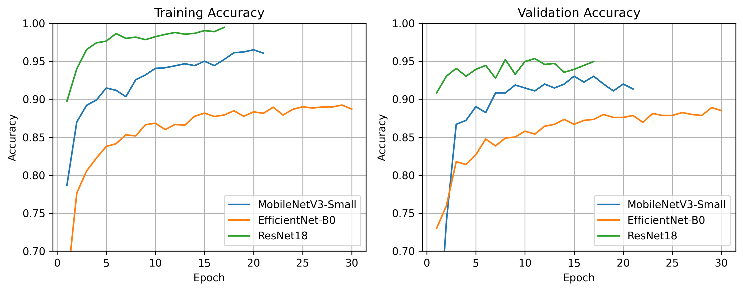 Training Accuracy
1.00
0.95
0.90
0.85
0.80
0.75
0.70
Accuracy
0
5
10
15
20
25
30
Epoch
MobileNetV3-Small
EfficientNet-B0
ResNet18
Validation Accuracy
1.00
0.95
0.90
0.85
0.80
0.75
0.70
Accuracy
0
5
10
15
20
25
30
Epoch
MobileNetV3-Small
EfficientNet-B0
ResNet18